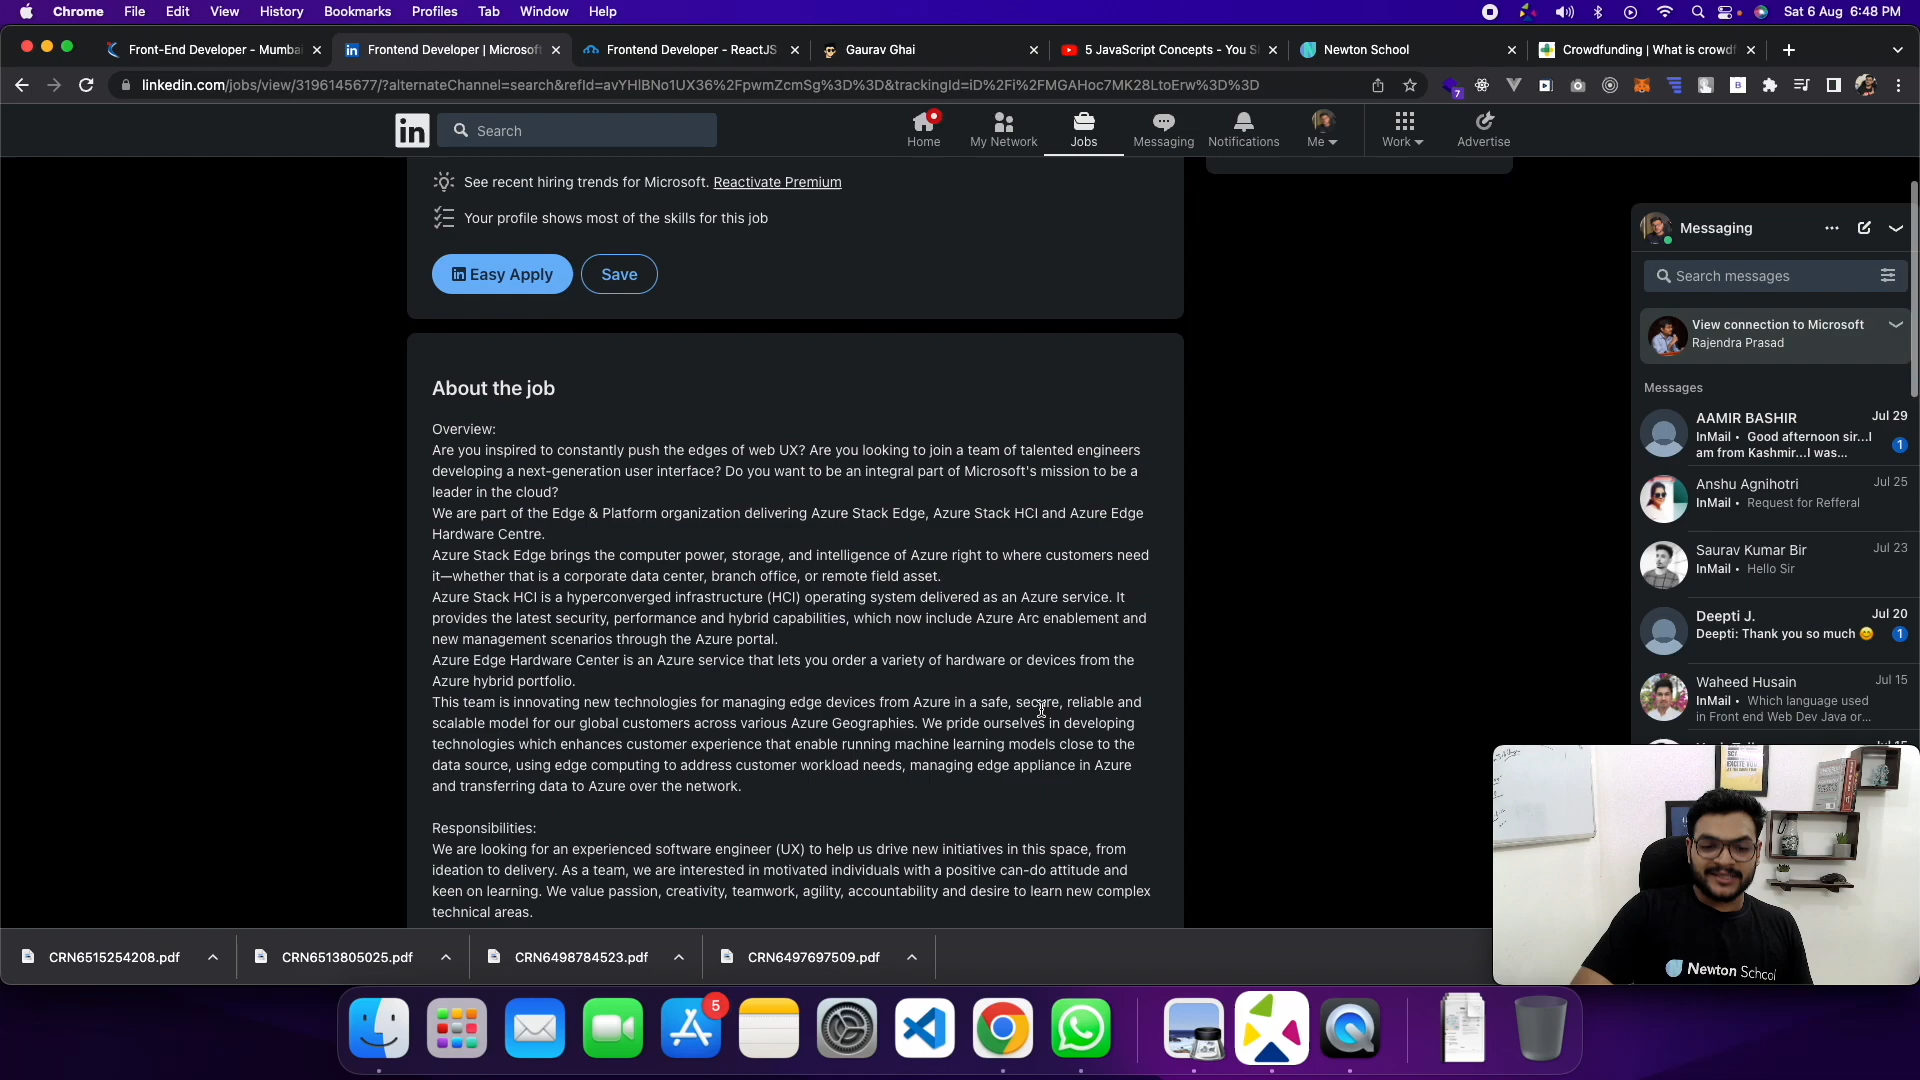 Chrome File Edit View History Bookmarks Profiles Tab Window Help
Sat 6 Aug 6:48 PM
Front-End Developer - Mumba
Frontend Developer | Microsoft
Frontend Developer - ReactJS
Gaurav Ghai
5 JavaScript Concepts - You S
Newton School
Crowdfunding | What is crowdf
linkedin.com/jobs/view/3196145677/?alternateChannel=search&refId=avYHlBNo1UX36%2FpwmZcmSg%3D%3D&trackingId=iD%2Fi%2FMGAHoc7MK28LtoErw%3D%3D
7
in
Search
Home
My Network
Jobs
Messaging
Notifications
Me
Work
Advertise
See recent hiring trends for Microsoft. Reactivate Premium
Your profile shows most of the skills for this job
in Easy Apply
Save
About the job
Overview:
Are you inspired to constantly push the edges of web UX? Are you looking to join a team of talented engineers
developing a next-generation user interface? Do you want to be an integral part of Microsoft's mission to be a
leader in the cloud?
We are part of the Edge & Platform organization delivering Azure Stack Edge, Azure Stack HCI and Azure Edge
Hardware Centre.
Azure Stack Edge brings the computer power, storage, and intelligence of Azure right to where customers need
it—whether that is a corporate data center, branch office, or remote field asset.
Azure Stack HCI is a hyperconverged infrastructure (HCI) operating system delivered as an Azure service. It
provides the latest security, performance and hybrid capabilities, which now include Azure Arc enablement and
new management scenarios through the Azure portal.
Azure Edge Hardware Center is an Azure service that lets you order a variety of hardware or devices from the
Azure hybrid portfolio.
This team is innovating new technologies for managing edge devices from Azure in a safe, secure, reliable and
scalable model for our global customers across various Azure Geographies. We pride ourselves in developing
technologies which enhances customer experience that enable running machine learning models close to the
data source, using edge computing to address customer workload needs, managing edge appliance in Azure
and transferring data to Azure over the network.
Responsibilities:
We are looking for an experienced software engineer (UX) to help us drive new initiatives in this space, from
ideation to delivery. As a team, we are interested in motivated individuals with a positive can-do attitude and
keen on learning. We value passion, creativity, teamwork, agility, accountability and desire to learn new complex
technical areas.
Messaging
Search messages
View connection to Microsoft
Rajendra Prasad
Messages
AAMIR BASHIR Jul 29
InMail • Good afternoon sir...I
am from Kashmir...I was...
1
Anshu Agnihotri Jul 25
InMail • Request for Refferal
Saurav Kumar Bir Jul 23
InMail • Hello Sir
Deepti J. Jul 20
Deepti: Thank you so much 😊
1
Waheed Husain Jul 15
InMail • Which language used
in Front end Web Dev Java or...
Newton School
CRN6515254208.pdf
CRN6513805025.pdf
CRN6498784523.pdf
CRN6497697509.pdf
5